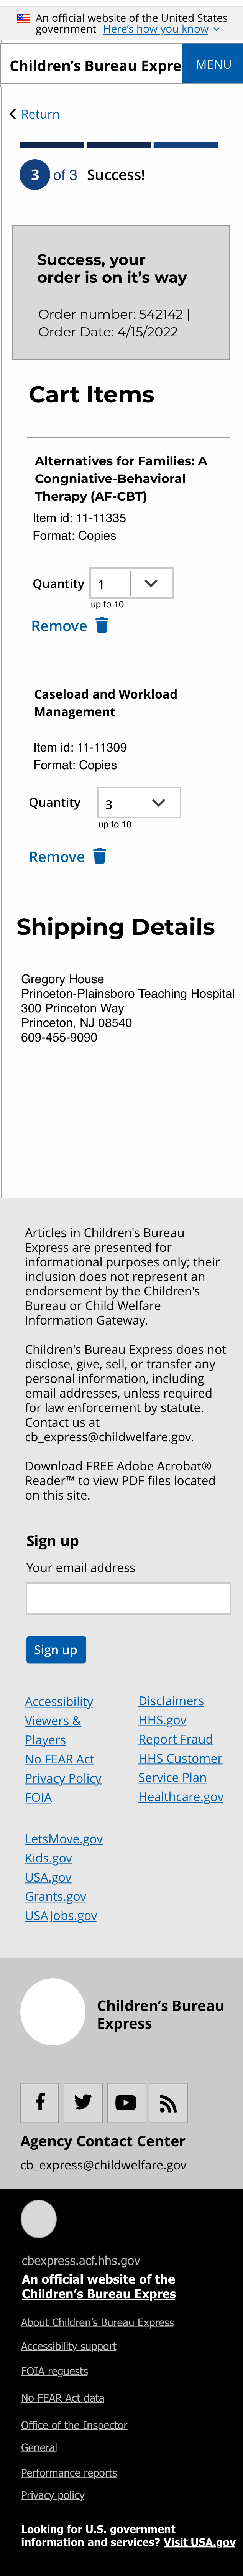 An official website of the United States
government Here's how you know
Children's Bureau Expre
MENU
Return
3 of 3 Success!
Success, your
order is on it's way
Order number: 542142 |
Order Date: 4/15/2022
Cart Items
Alternatives for Families: A
Congniative-Behavioral
Therapy (AF-CBT)
Item id: 11-11335
Format: Copies
Quantity 1
up to 10
Remove
Caseload and Workload
Management
Item id: 11-11309
Format: Copies
Quantity 3
up to 10
Remove
Shipping Details
Gregory House
Princeton-Plainsboro Teaching Hospital
300 Princeton Way
Princeton, NJ 08540
609-455-9090
Articles in Children's Bureau
Express are presented for
informational purposes only; their
inclusion does not represent an
endorsement by the Children's
Bureau or Child Welfare
Information Gateway.
Children's Bureau Express does not
disclose, give, sell, or transfer any
personal information, including
email addresses, unless required
for law enforcement by statute.
Contact us at
cb_express@childwelfare.gov.
Download FREE Adobe Acrobat®
Reader™ to view PDF files located
on this site.
Sign up
Your email address
Sign up
Accessibility
Viewers &
Players
No FEAR Act
Privacy Policy
FOIA
Disclaimers
HHS.gov
Report Fraud
HHS Customer
Service Plan
Healthcare.gov
LetsMove.gov
Kids.gov
USA.gov
Grants.gov
USAJobs.gov
Children's Bureau
Express
Agency Contact Center
cb_express@childwelfare.gov
cbexpress.acf.hhs.gov
An official website of the
Children's Bureau Expres
About Children's Bureau Express
Accessibility support
FOIA requests
No FEAR Act data
Office of the Inspector
General
Performance reports
Privacy policy
Looking for U.S. government
information and services? Visit USA.gov